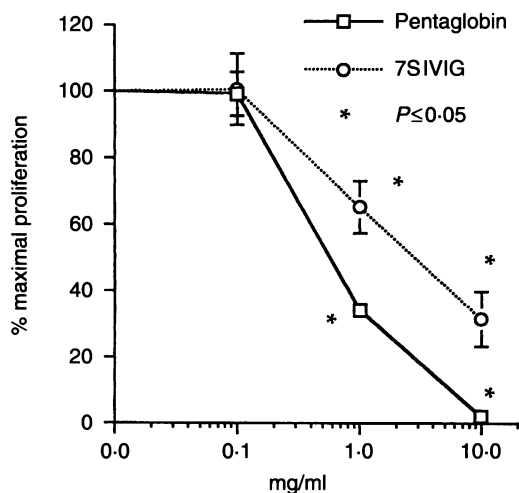 Pentaglobin
7SIVIG
* P≤0·05
% maximal proliferation
120
100
80
60
40
20
0
0·0 0·1 1·0 10·0
mg/ml
*
*
*
*